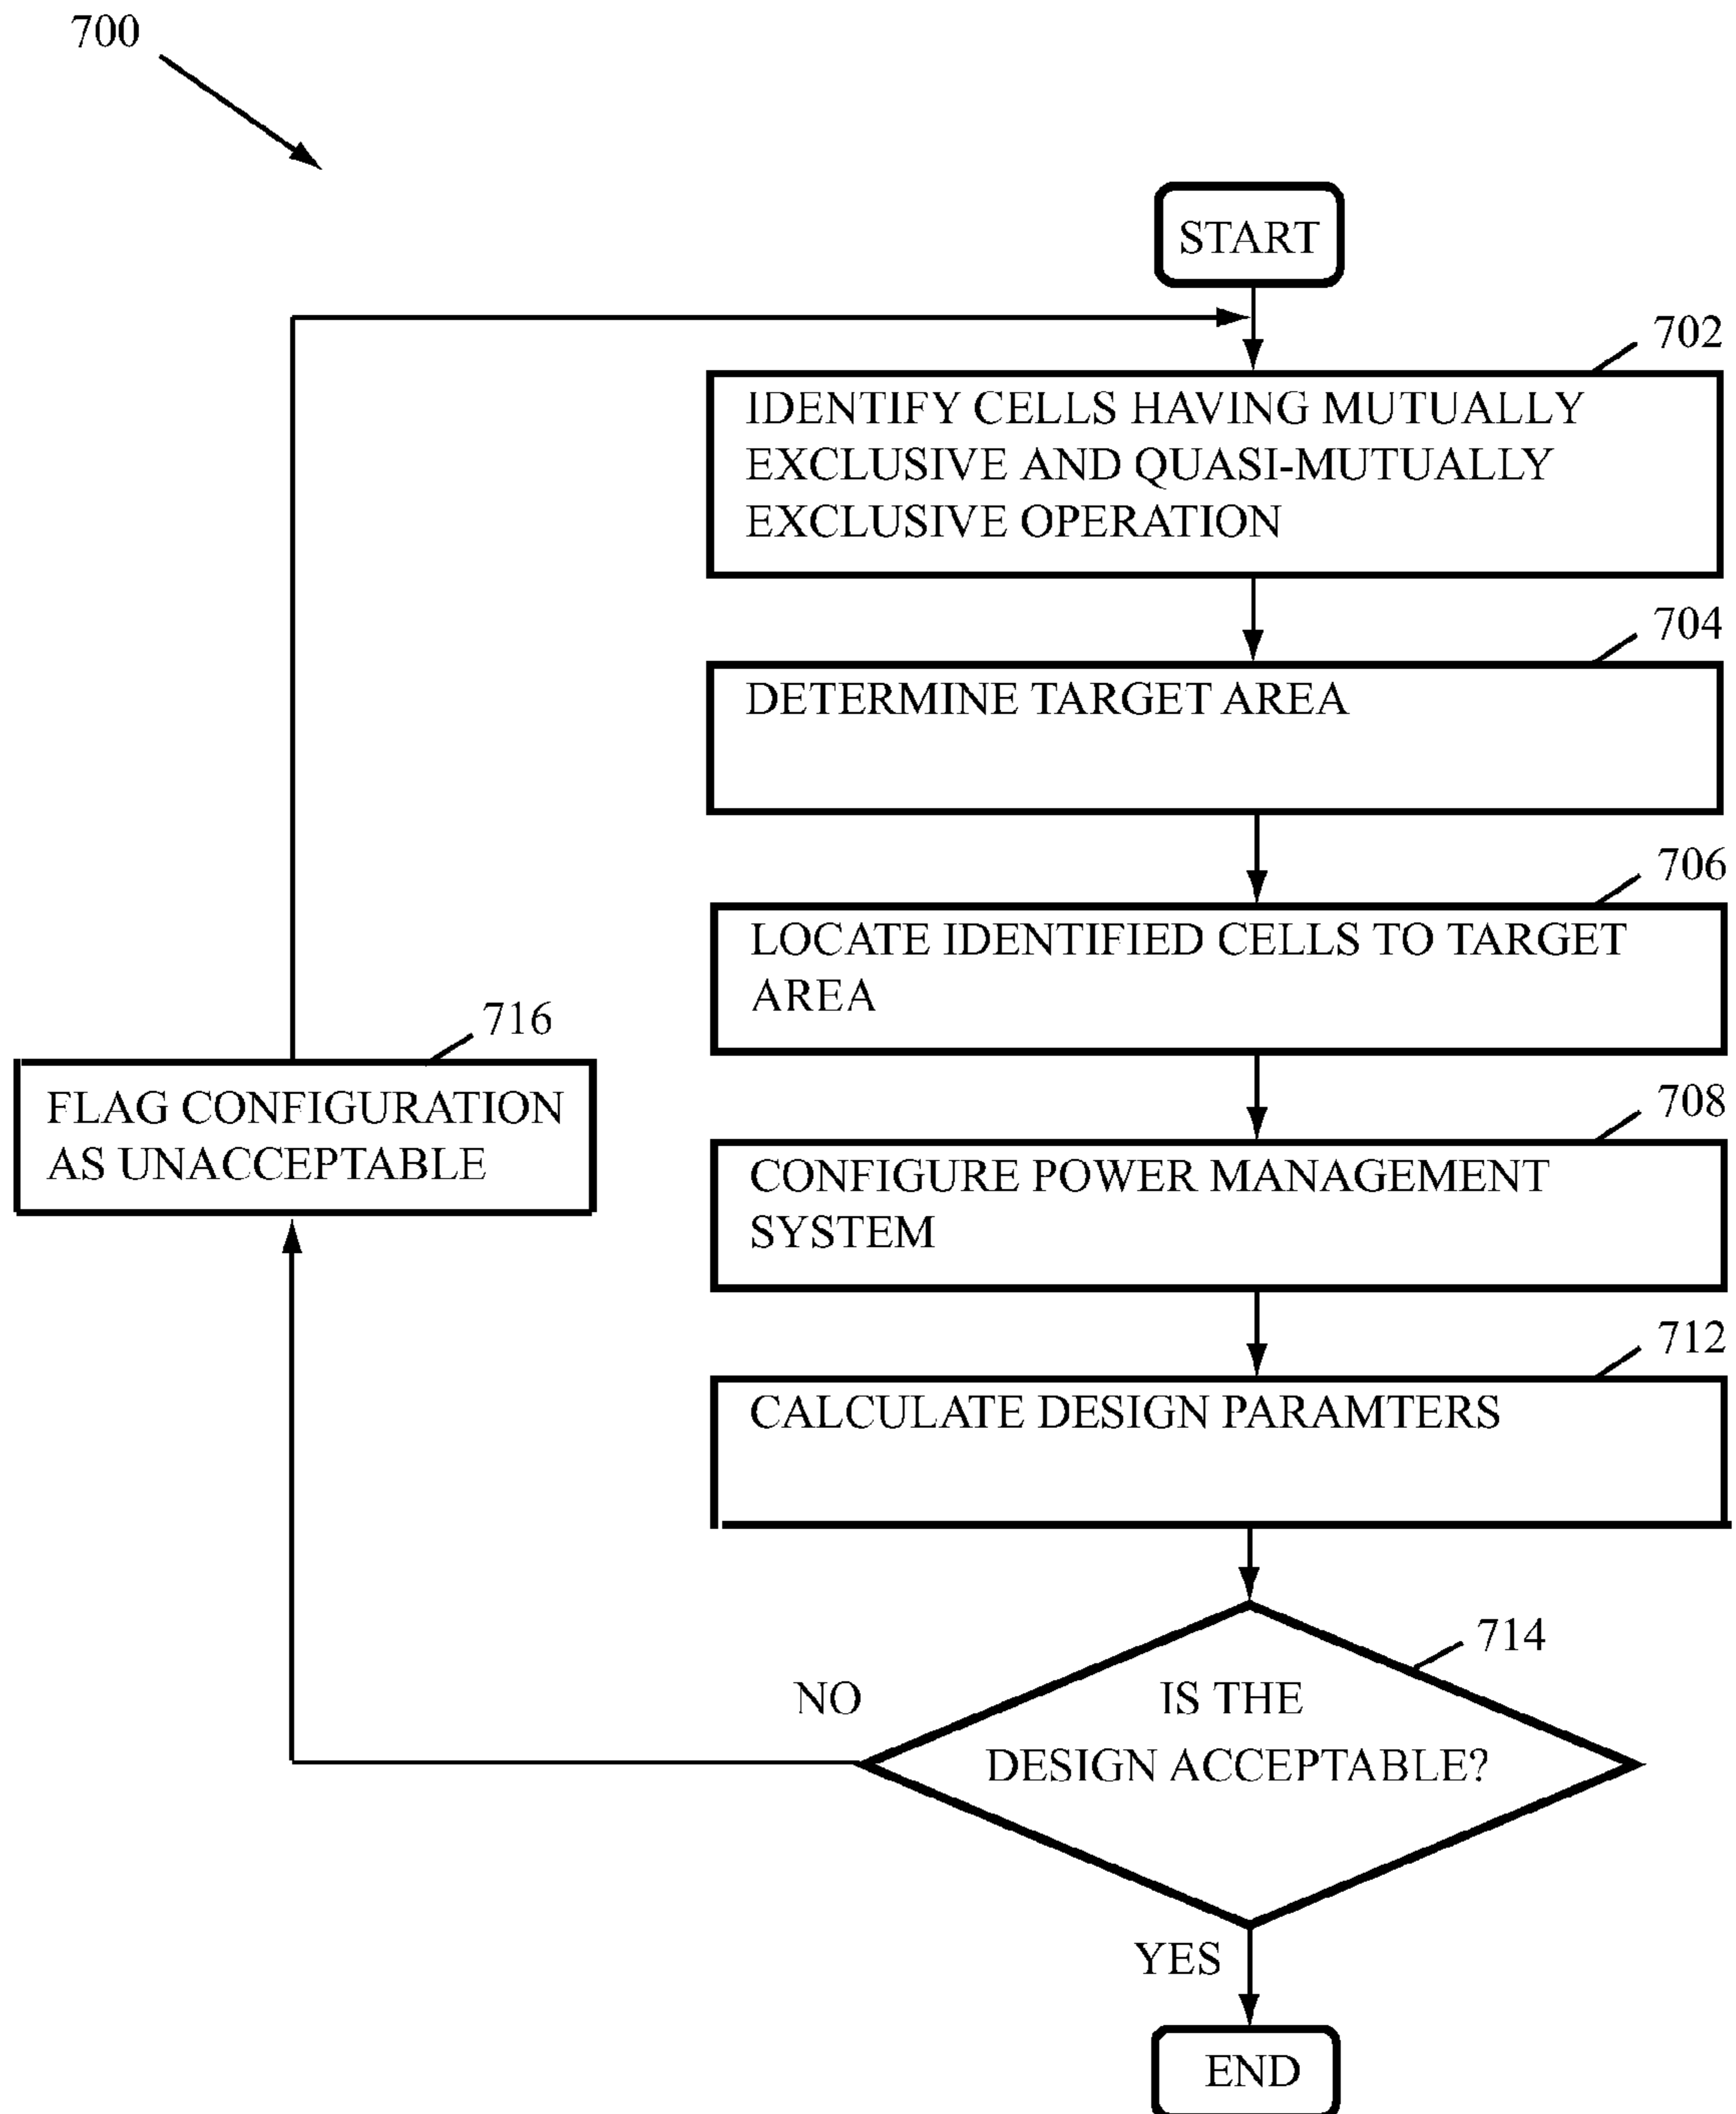 700
START
702
IDENTIFY CELLS HAVING MUTUALLY
EXCLUSIVE AND QUASI-MUTUALLY
EXCLUSIVE OPERATION
704
DETERMINE TARGET AREA
706
LOCATE IDENTIFIED CELLS TO TARGET
AREA
716
FLAG CONFIGURATION
AS UNACCEPTABLE
708
CONFIGURE POWER MANAGEMENT
SYSTEM
712
CALCULATE DESIGN PARAMTERS
714
NO
IS THE
DESIGN ACCEPTABLE?
YES
END